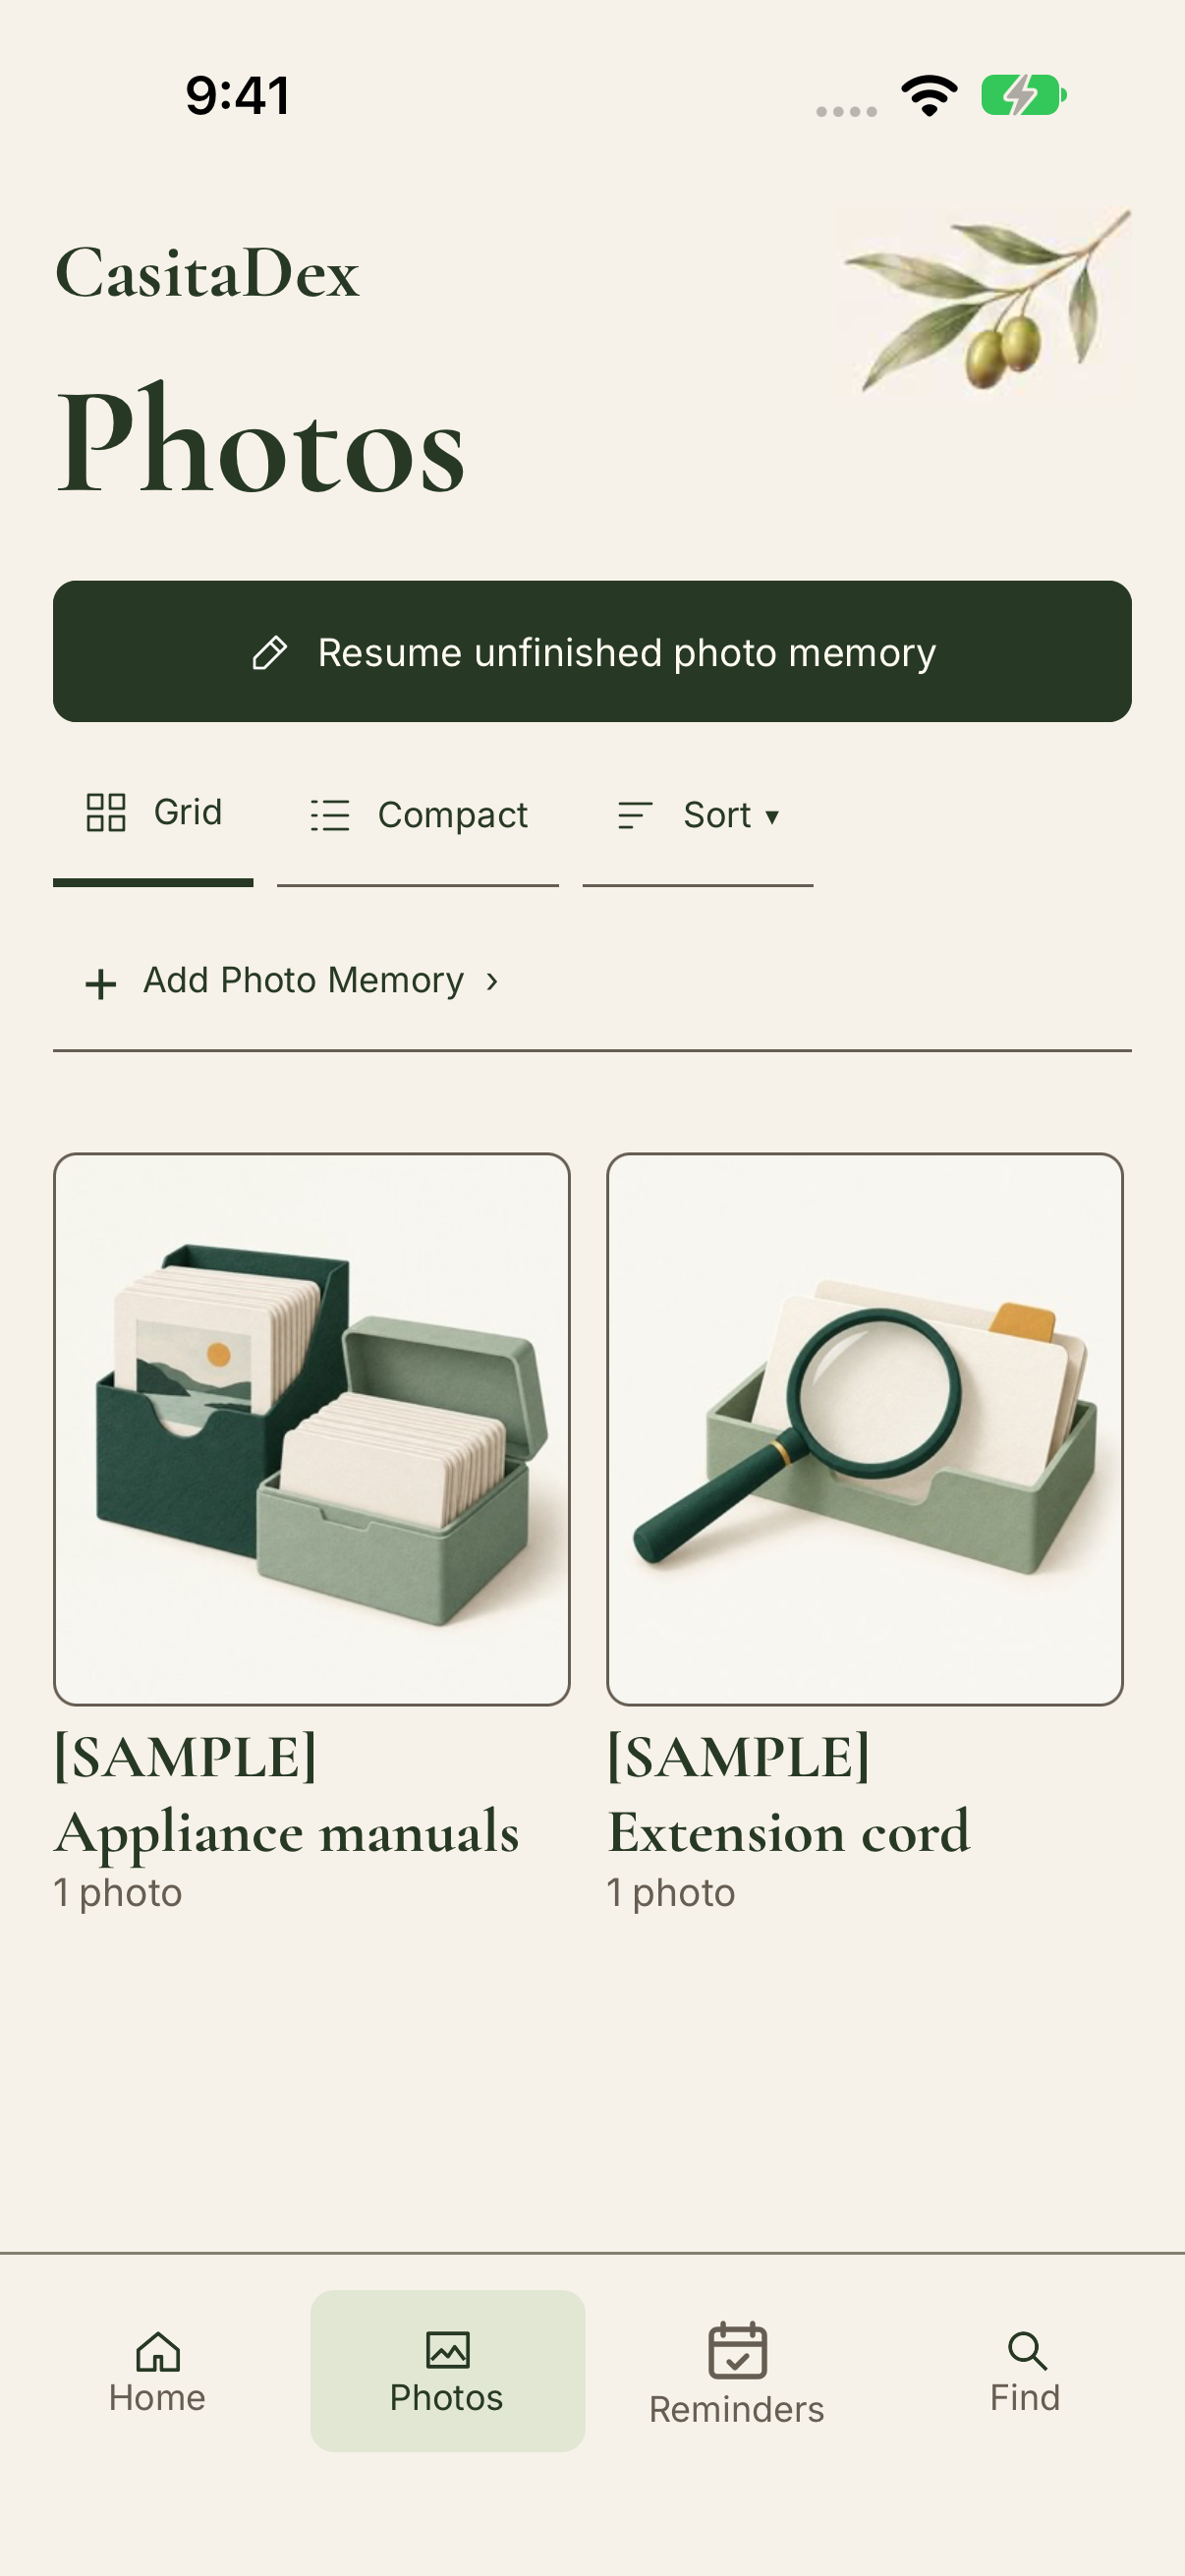 9:41
CasitaDex
Photos
Resume unfinished photo memory
Grid
Compact
Sort ▾
+ Add Photo Memory ›
[SAMPLE]
Appliance manuals
1 photo
[SAMPLE]
Extension cord
1 photo
Home
Photos
Reminders
Find